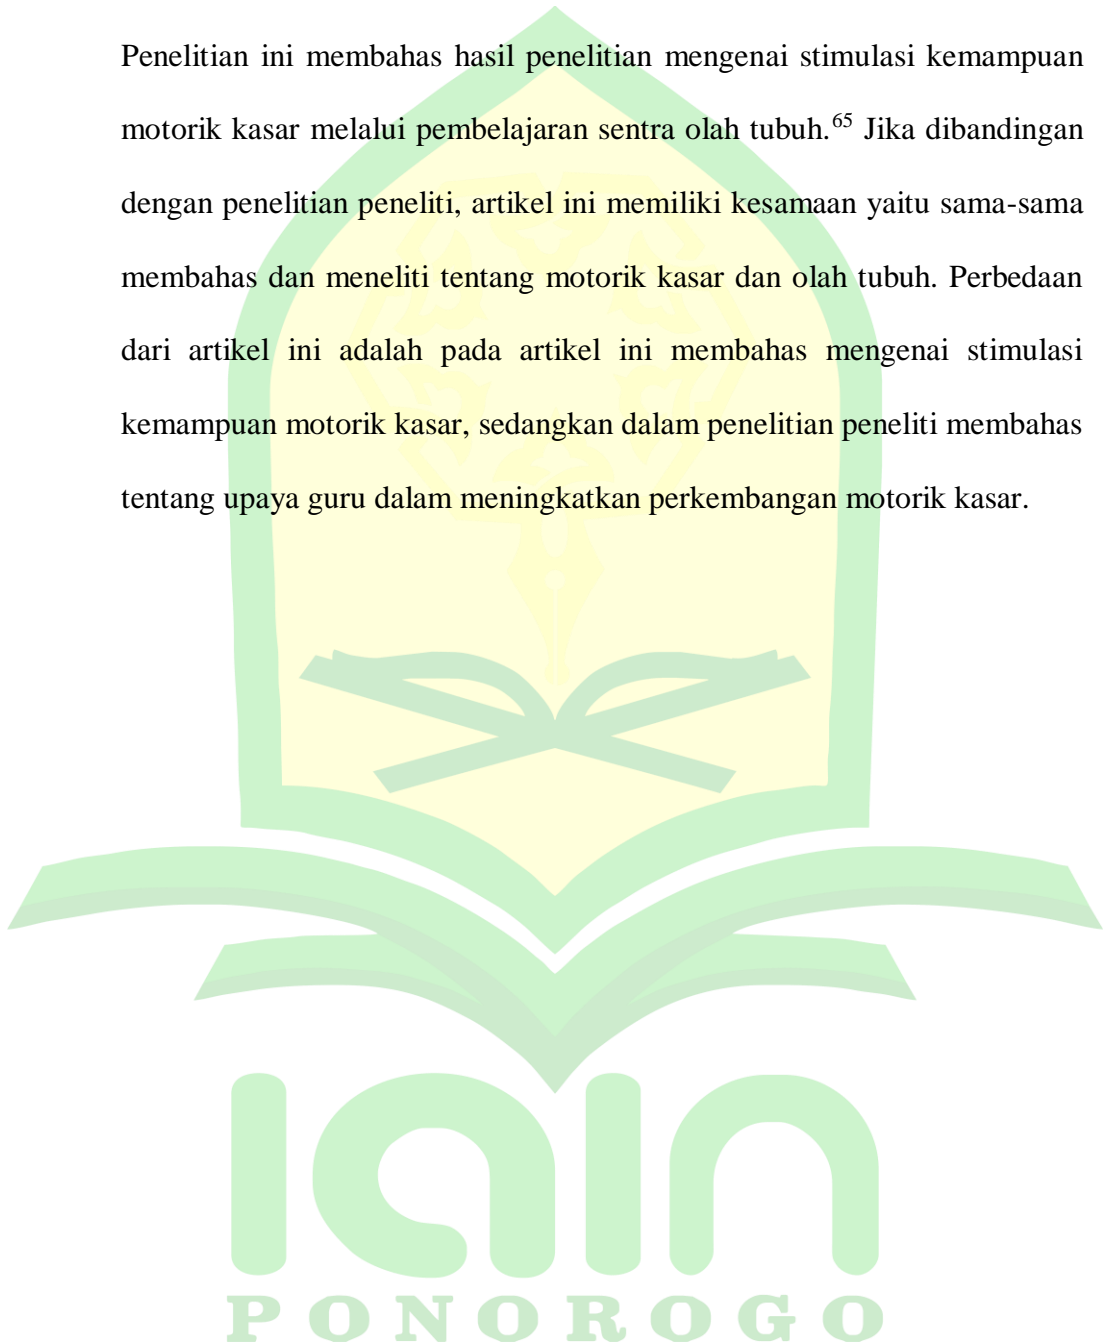 Penelitian ini membahas hasil penelitian mengenai stimulasi kemampuan
motorik kasar melalui pembelajaran sentra olah tubuh.65 Jika dibandingan
dengan penelitian peneliti, artikel ini memiliki kesamaan yaitu sama-sama
membahas dan meneliti tentang motorik kasar dan olah tubuh. Perbedaan
dari artikel ini adalah pada artikel ini membahas mengenai stimulasi
kemampuan motorik kasar, sedangkan dalam penelitian peneliti membahas
tentang upaya guru dalam meningkatkan perkembangan motorik kasar.
iain
PONOROGO